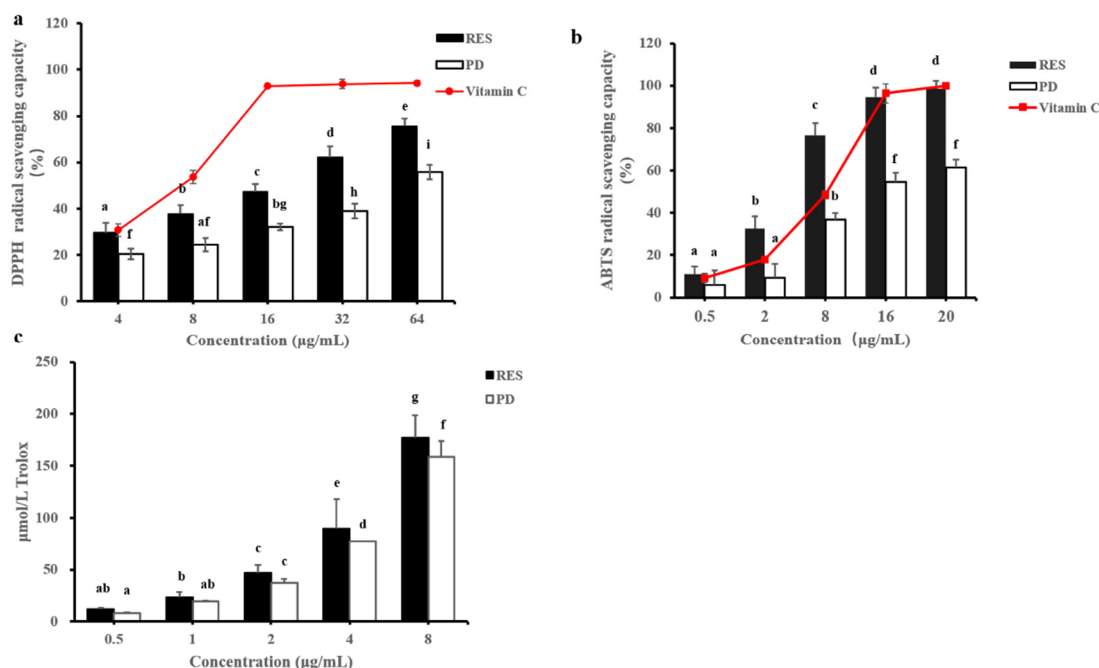 a
120
100
80
60
40
20
0
DPPH radical scavenging capacity
(%)
RES
PD
Vitamin C
a
f
b
af
c
bg
d
h
e
i
4 8 16 32 64
Concentration (μg/mL)
b
120
100
80
60
40
20
0
ABTS radical scavenging capacity
(%)
RES
PD
Vitamin C
a
a
b
a
c
b
d
f
d
f
0.5 2 8 16 20
Concentration (μg/mL)
c
250
200
150
100
50
0
μmol/L Trolox
RES
PD
ab
a
b
ab
c
c
e
d
g
f
0.5 1 2 4 8
Concentration (μg/mL)